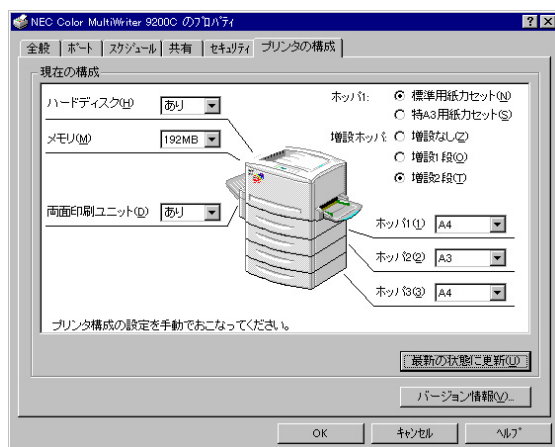 NEC Color MultiWriter 9200C のﾌﾟﾛﾊﾟﾃｨ
全般 ﾎﾟｰﾄ ｽｹｼﾞｭｰﾙ 共有 ｾｷｭﾘﾃｨ プリンタの構成
現在の構成
ハードディスク(H) あり
メモリ(M) 192MB
両面印刷ユニット(D) あり
ホッパ1: 標準用紙カセット(N)
特A3用紙カセット(S)
増設ホッパ: 増設なし(Z)
増設1段(O)
増設2段(T)
ホッパ1(1) A4
ホッパ2(2) A3
ホッパ3(3) A4
プリンタ構成の設定を手動でおこなってください。
最新の状態に更新(U)
バージョン情報(V)...
OK ｷｬﾝｾﾙ ﾍﾙﾌﾟ